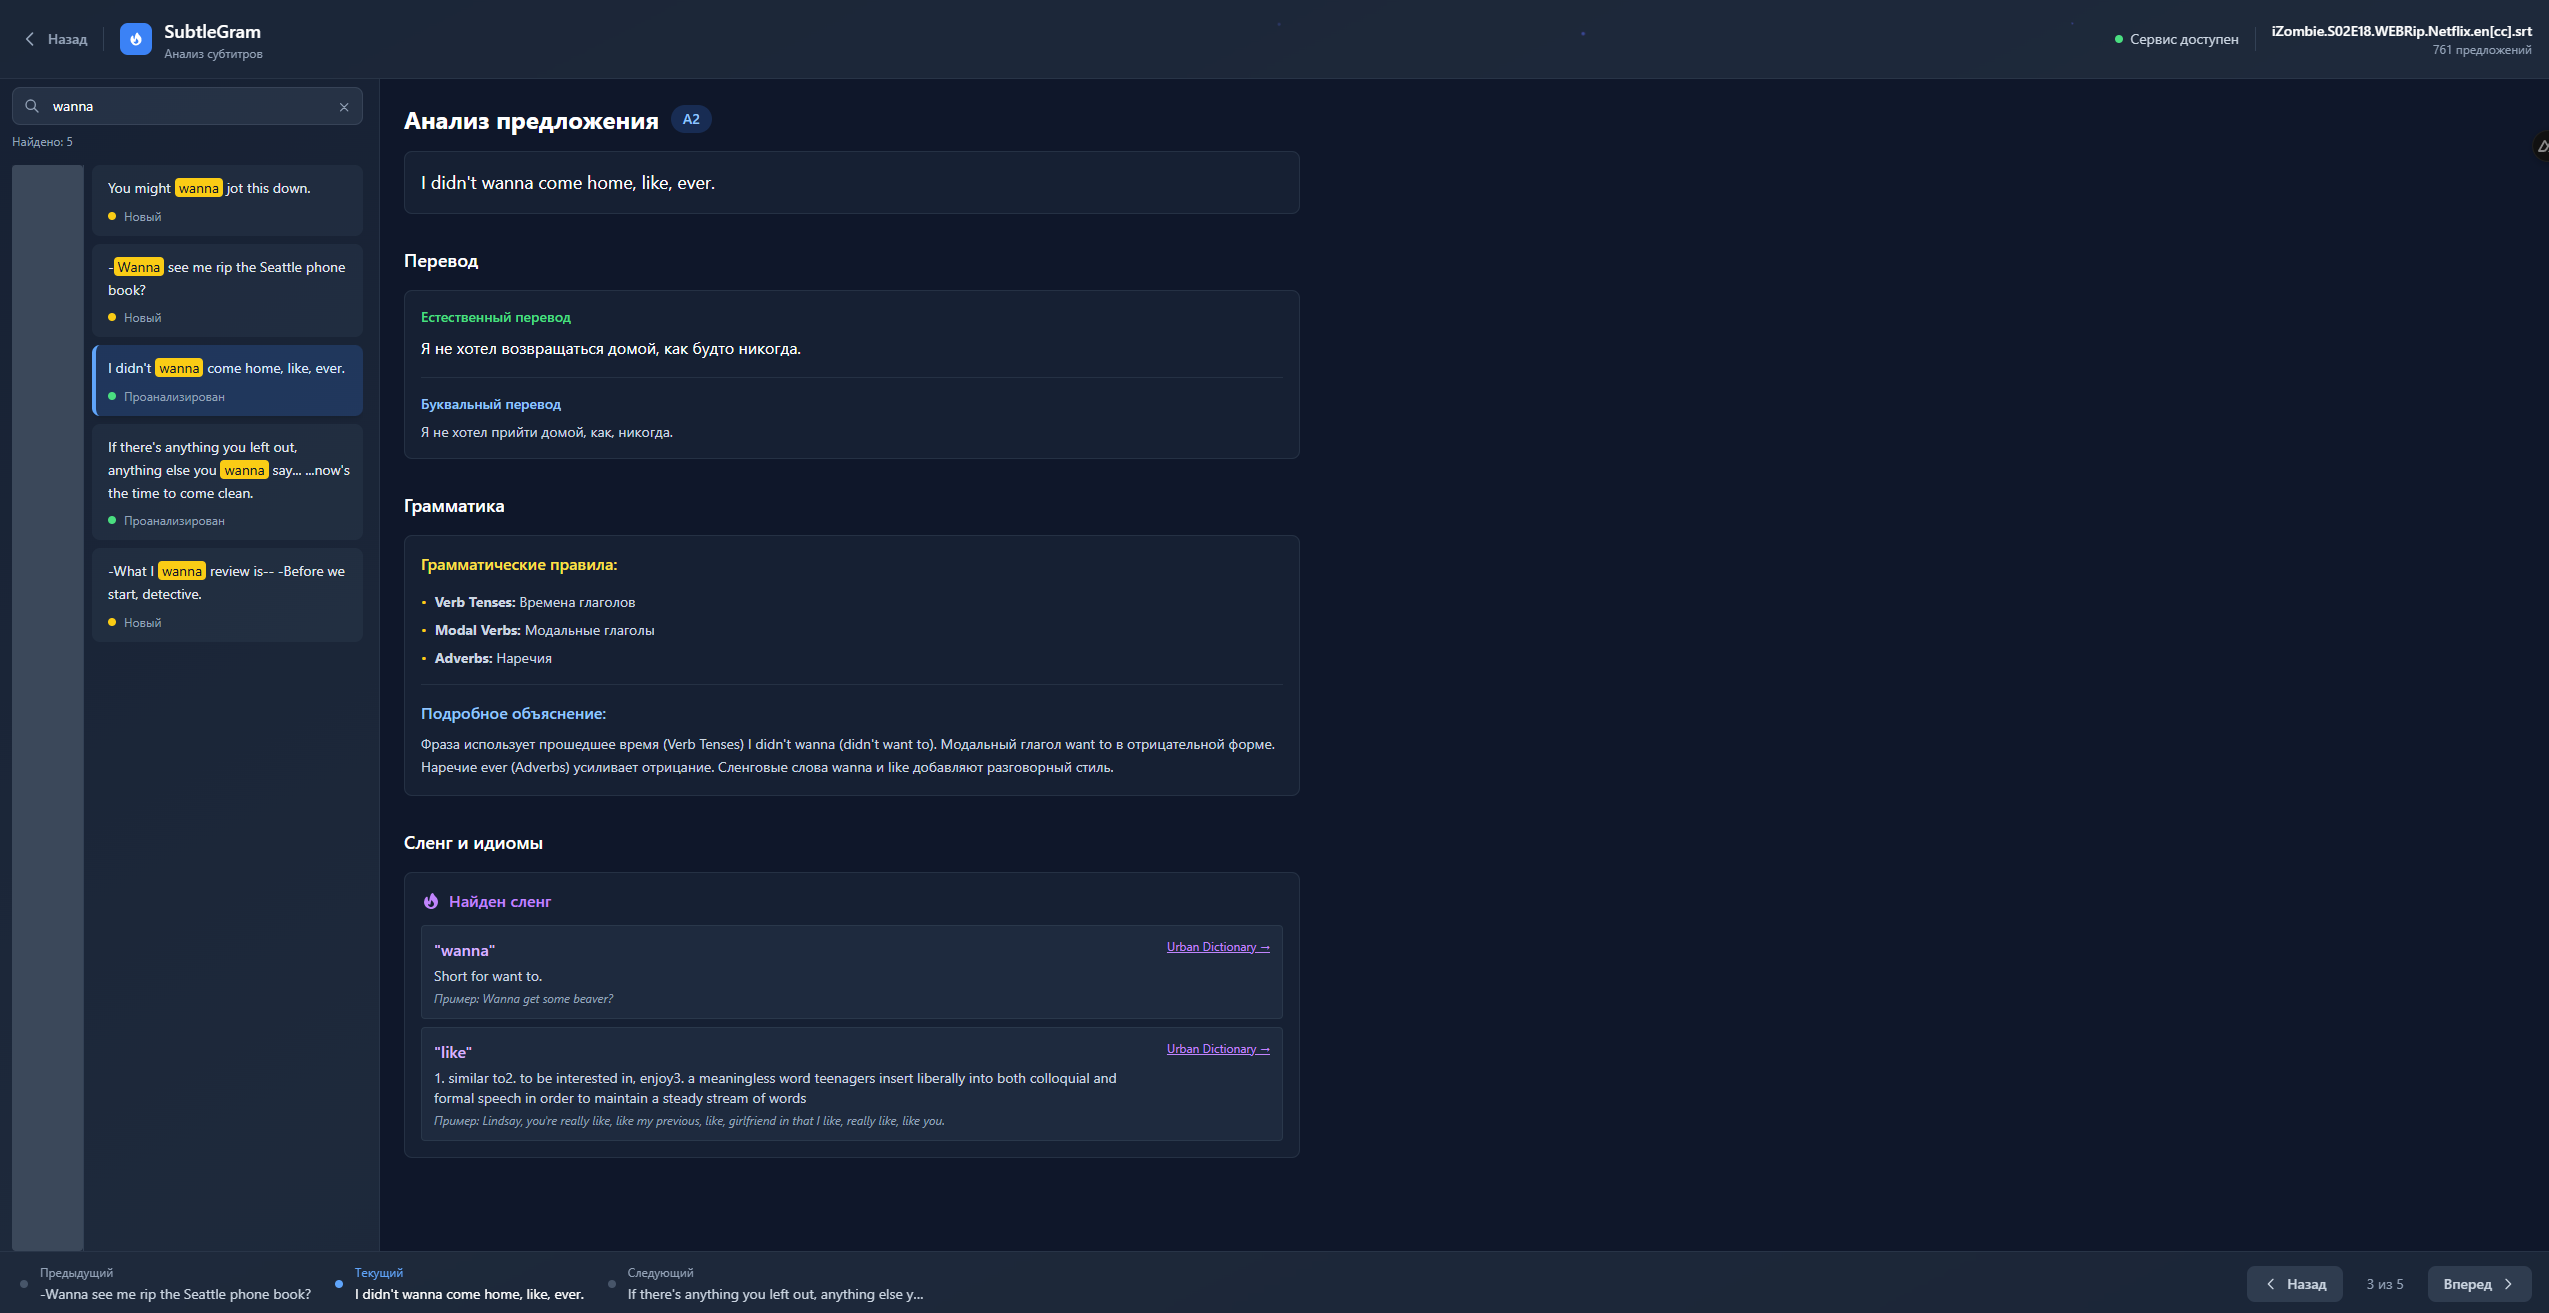 Назад
SubtleGram
Анализ субтитров
Сервис доступен
iZombie.S02E18.WEBRip.Netflix.en[cc].srt
761 предложений
wanna
Найдено: 5
You might wanna jot this down.
Новый
-Wanna see me rip the Seattle phone
book?
Новый
I didn't wanna come home, like, ever.
Проанализирован
If there's anything you left out,
anything else you wanna say... ...now's
the time to come clean.
Проанализирован
-What I wanna review is-- -Before we
start, detective.
Новый
Анализ предложения
A2
I didn't wanna come home, like, ever.
Перевод
Естественный перевод
Я не хотел возвращаться домой, как будто никогда.
Буквальный перевод
Я не хотел прийти домой, как, никогда.
Грамматика
Грамматические правила:
• Verb Tenses: Времена глаголов
• Modal Verbs: Модальные глаголы
• Adverbs: Наречия
Подробное объяснение:
Фраза использует прошедшее время (Verb Tenses) I didn't wanna (didn't want to). Модальный глагол want to в отрицательной форме.
Наречие ever (Adverbs) усиливает отрицание. Сленговые слова wanna и like добавляют разговорный стиль.
Сленг и идиомы
Найден сленг
"wanna"
Urban Dictionary →
Short for want to.
Пример: Wanna get some beaver?
"like"
Urban Dictionary →
1. similar to2. to be interested in, enjoy3. a meaningless word teenagers insert liberally into both colloquial and
formal speech in order to maintain a steady stream of words
Пример: Lindsay, you're really like, like my previous, like, girlfriend in that I like, really like, like you.
Предыдущий
-Wanna see me rip the Seattle phone book?
Текущий
I didn't wanna come home, like, ever.
Следующий
If there's anything you left out, anything else y...
Назад
3 из 5
Вперед